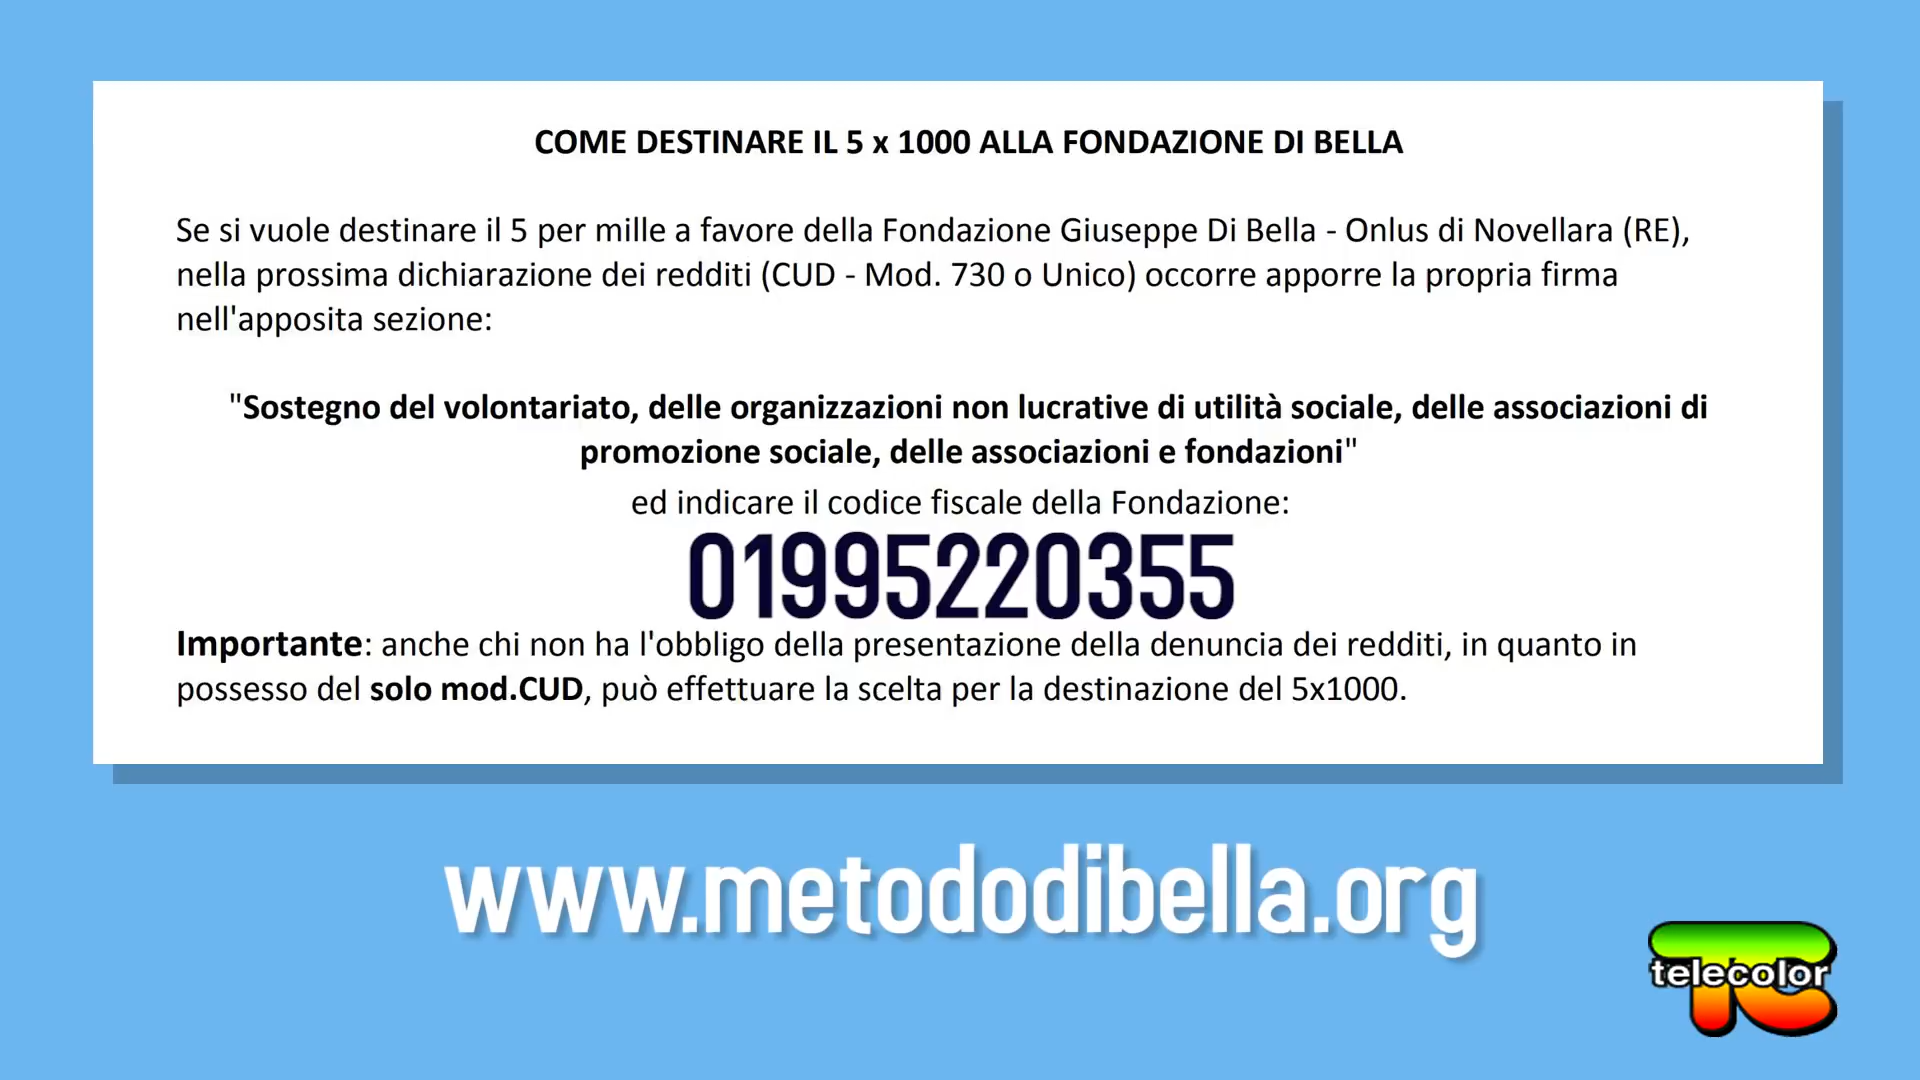 COME DESTINARE IL 5 x 1000 ALLA FONDAZIONE DI BELLA
Se si vuole destinare il 5 per mille a favore della Fondazione Giuseppe Di Bella - Onlus di Novellara (RE),
nella prossima dichiarazione dei redditi (CUD - Mod. 730 o Unico) occorre apporre la propria firma
nell'apposita sezione:
"Sostegno del volontariato, delle organizzazioni non lucrative di utilità sociale, delle associazioni di
promozione sociale, delle associazioni e fondazioni"
ed indicare il codice fiscale della Fondazione:
01995220355
Importante: anche chi non ha l'obbligo della presentazione della denuncia dei redditi, in quanto in
possesso del solo mod.CUD, può effettuare la scelta per la destinazione del 5x1000.
www.metododibella.org
telecolor